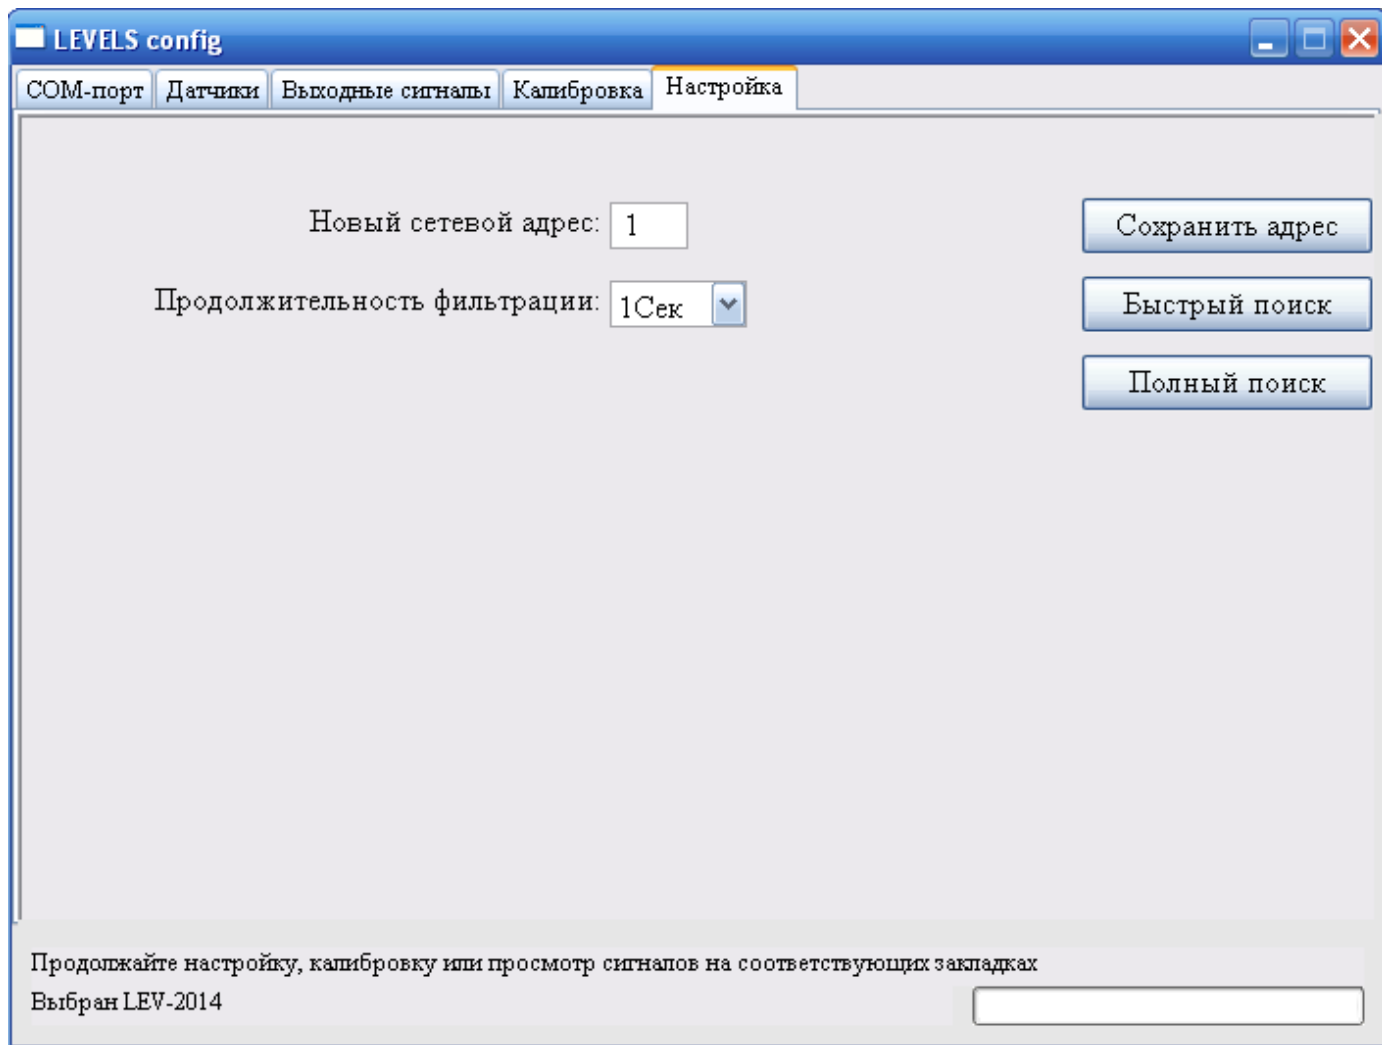 LEVELS config
COM-порт Датчики Выходные сигналы Калибровка Настройка
Новый сетевой адрес: 1 Сохранить адрес
Продолжительность фильтрации: 1Сек Быстрый поиск
Полный поиск
Продолжайте настройку, калибровку или просмотр сигналов на соответствующих закладках
Выбран LEV-2014